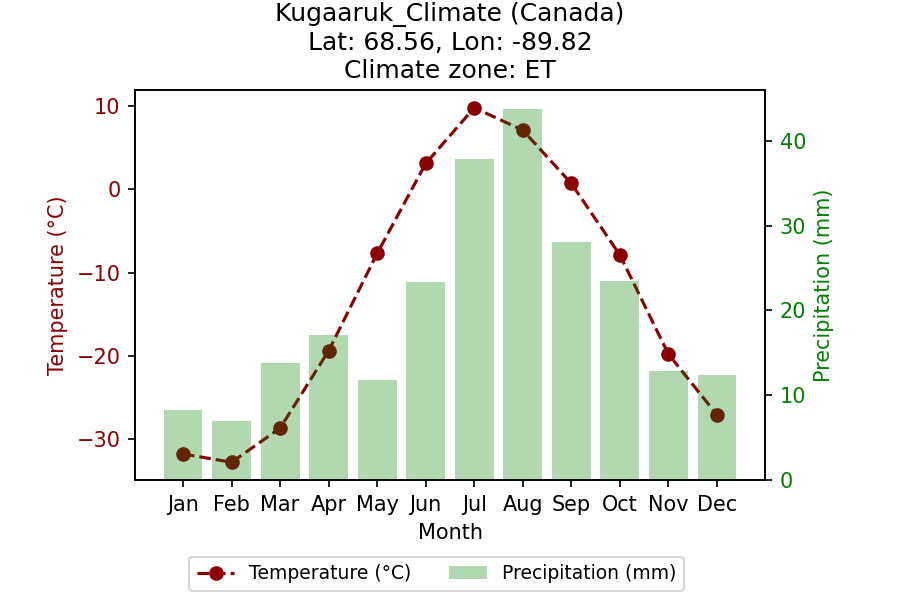 Kugaaruk_Climate (Canada)
Lat: 68.56, Lon: -89.82
Climate zone: ET
10
0
−10
−20
−30
Temperature (°C)
40
30
20
10
0
Precipitation (mm)
Jan Feb Mar Apr May Jun Jul Aug Sep Oct Nov Dec
Month
Temperature (°C) Precipitation (mm)